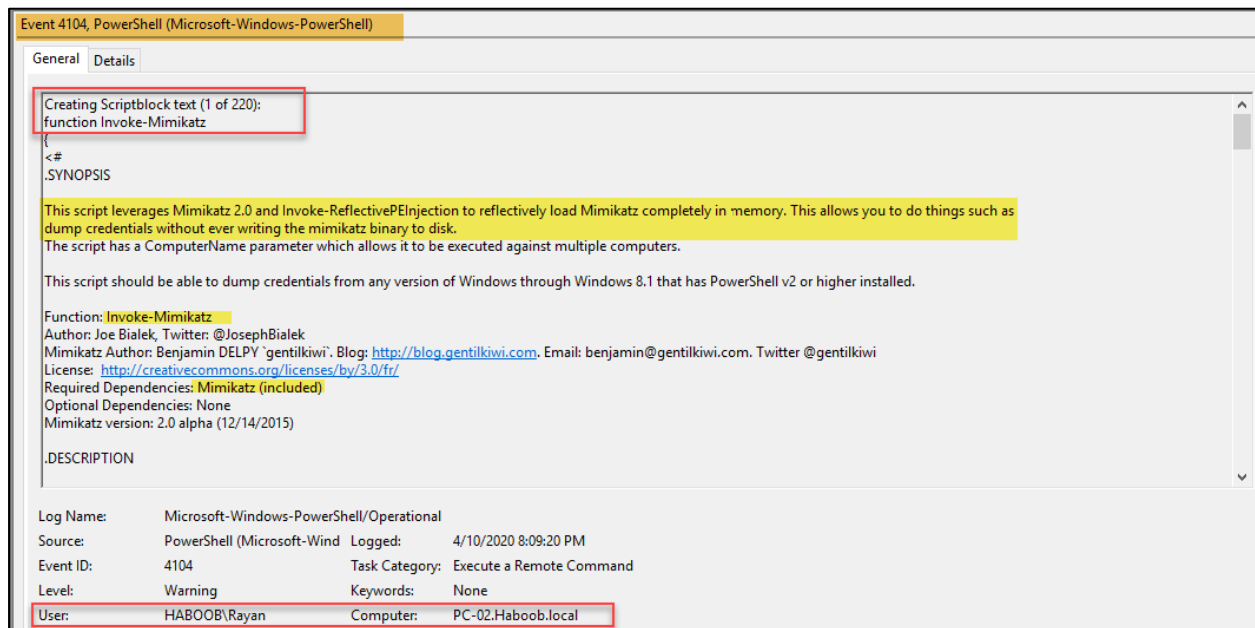 Event 4104, PowerShell (Microsoft-Windows-PowerShell)
General Details
Creating Scriptblock text (1 of 220):
function Invoke-Mimikatz
{
<#
.SYNOPSIS
This script leverages Mimikatz 2.0 and Invoke-ReflectivePEInjection to reflectively load Mimikatz completely in memory. This allows you to do things such as
dump credentials without ever writing the mimikatz binary to disk.
The script has a ComputerName parameter which allows it to be executed against multiple computers.
This script should be able to dump credentials from any version of Windows through Windows 8.1 that has PowerShell v2 or higher installed.
Function: Invoke-Mimikatz
Author: Joe Bialek, Twitter: @JosephBialek
Mimikatz Author: Benjamin DELPY `gentilkiwi`. Blog: http://blog.gentilkiwi.com. Email: benjamin@gentilkiwi.com. Twitter @gentilkiwi
License: http://creativecommons.org/licenses/by/3.0/fr/
Required Dependencies: Mimikatz (included)
Optional Dependencies: None
Mimikatz version: 2.0 alpha (12/14/2015)
.DESCRIPTION
Log Name: Microsoft-Windows-PowerShell/Operational
Source: PowerShell (Microsoft-Wind Logged: 4/10/2020 8:09:20 PM
Event ID: 4104 Task Category: Execute a Remote Command
Level: Warning Keywords: None
User: HABOOB\Rayan Computer: PC-02.Haboob.local